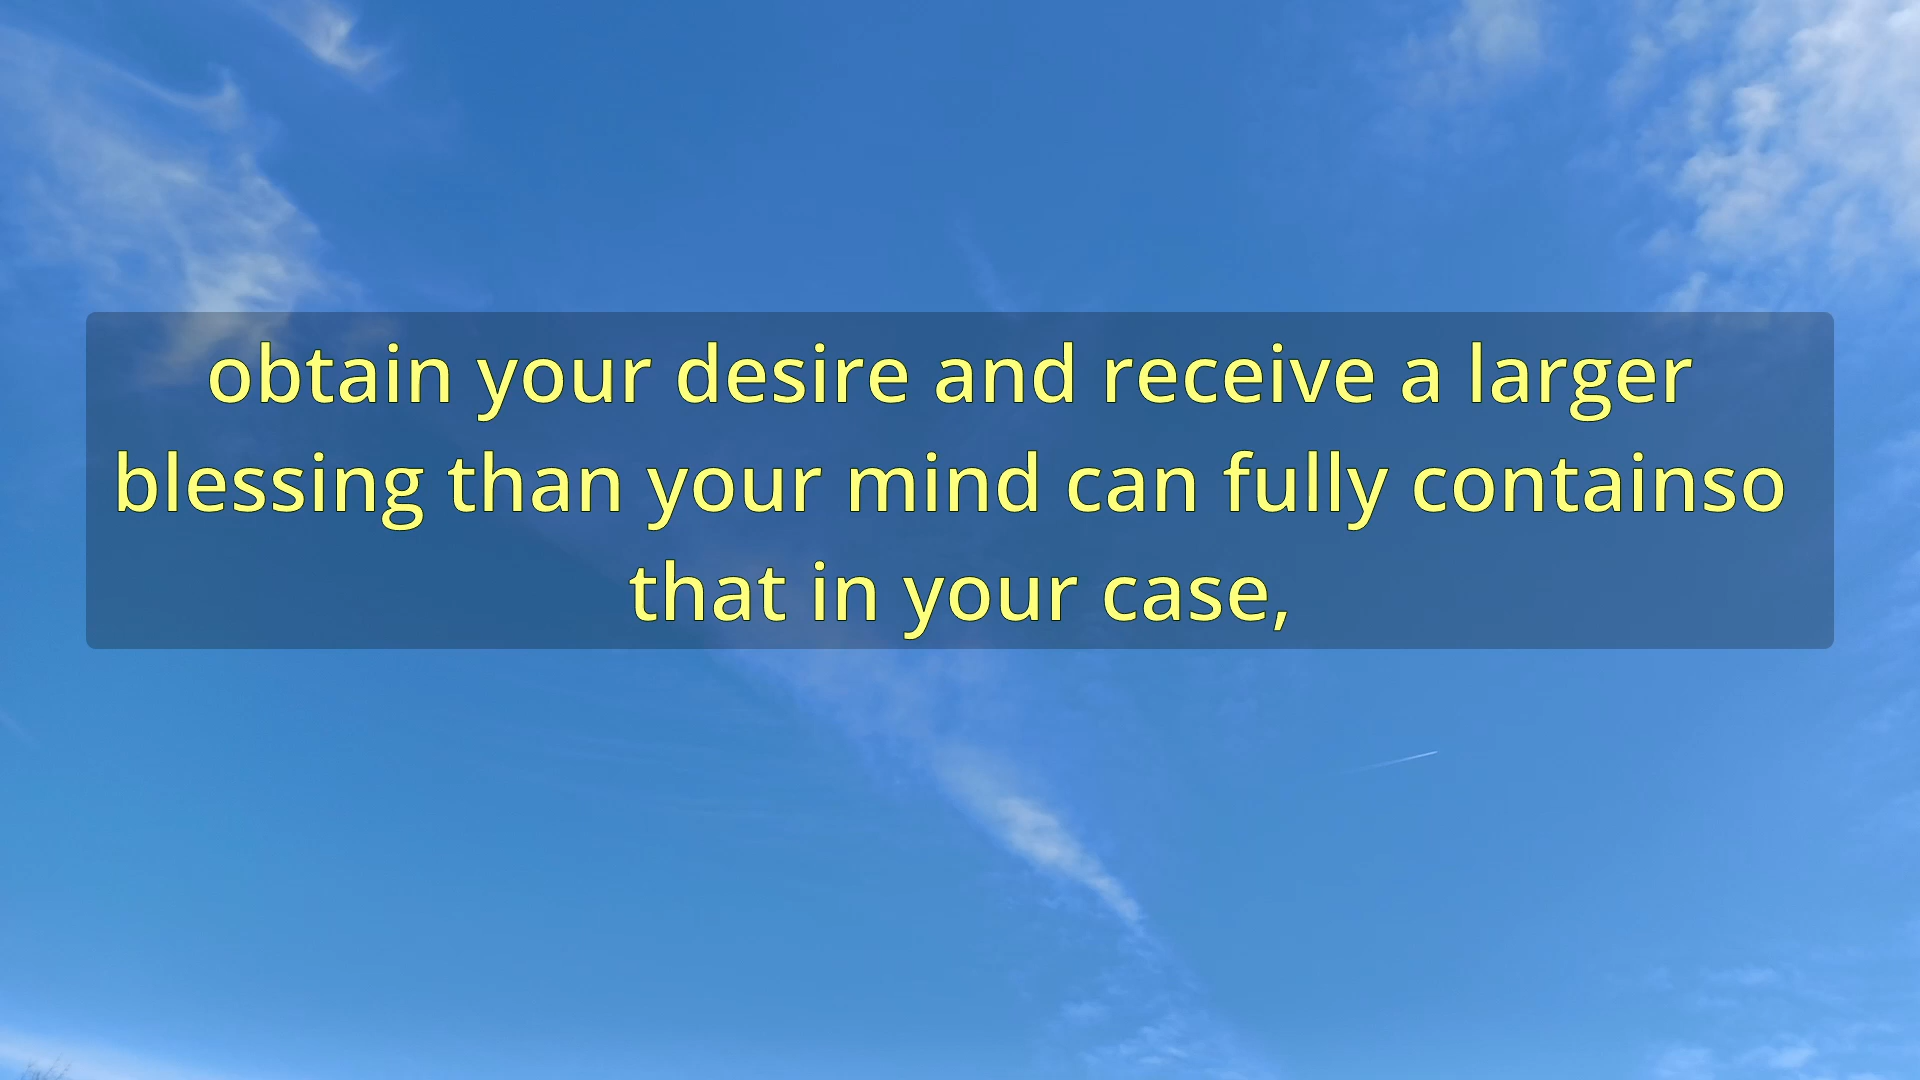 obtain your desire and receive a larger
blessing than your mind can fully containso
that in your case,